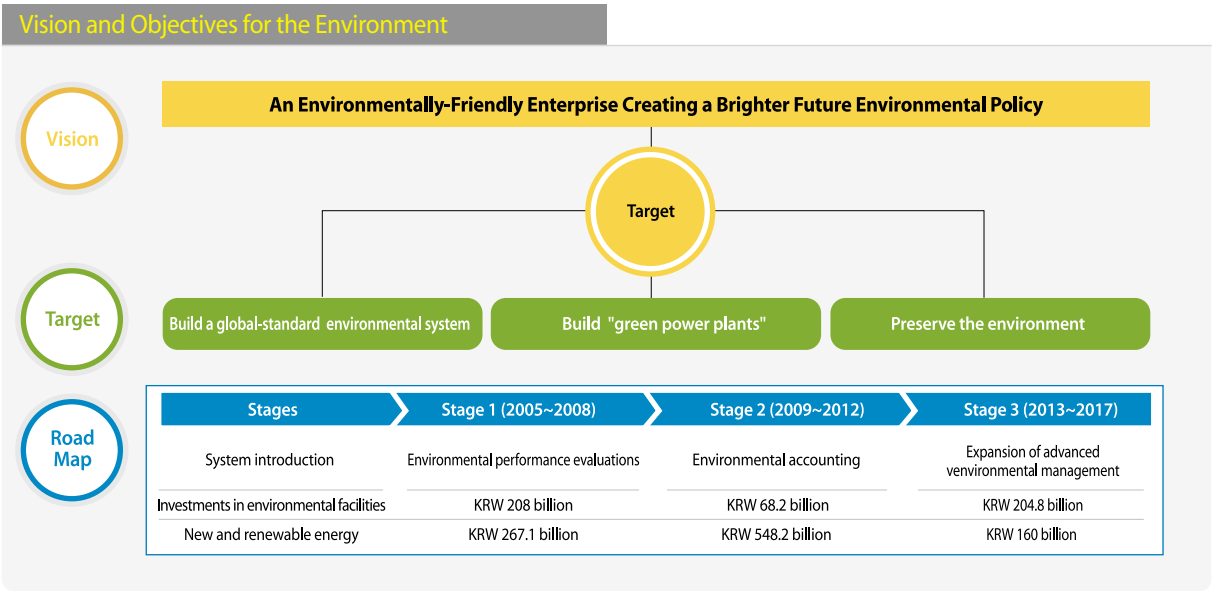 Vision and Objectives for the Environment
Vision
An Environmentally-Friendly Enterprise Creating a Brighter Future Environmental Policy
Target
Target
Build a global-standard environmental system
Build "green power plants"
Preserve the environment
Road
Map
Stages
Stage 1 (2005~2008)
Stage 2 (2009~2012)
Stage 3 (2013~2017)
System introduction
Environmental performance evaluations
Environmental accounting
Expansion of advanced
venvironmental management
Investments in environmental facilities
KRW 208 billion
KRW 68.2 billion
KRW 204.8 billion
New and renewable energy
KRW 267.1 billion
KRW 548.2 billion
KRW 160 billion